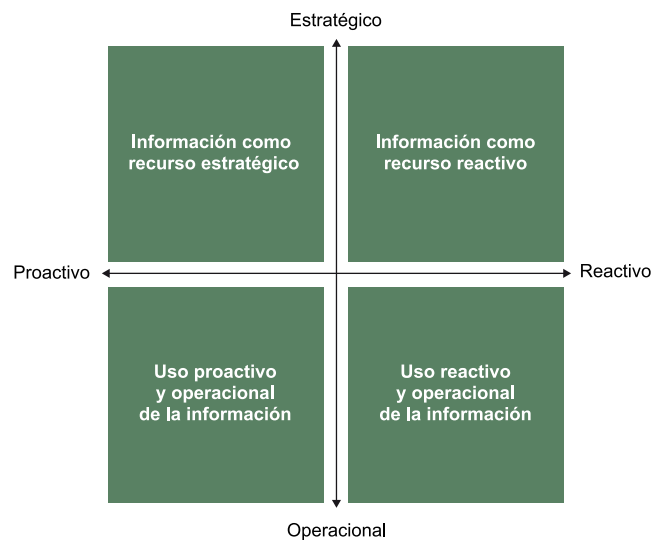 Estratégico
Información como
recurso estratégico
Información como
recurso reactivo
Proactivo
Reactivo
Uso proactivo
y operacional
de la información
Uso reactivo
y operacional
de la información
Operacional